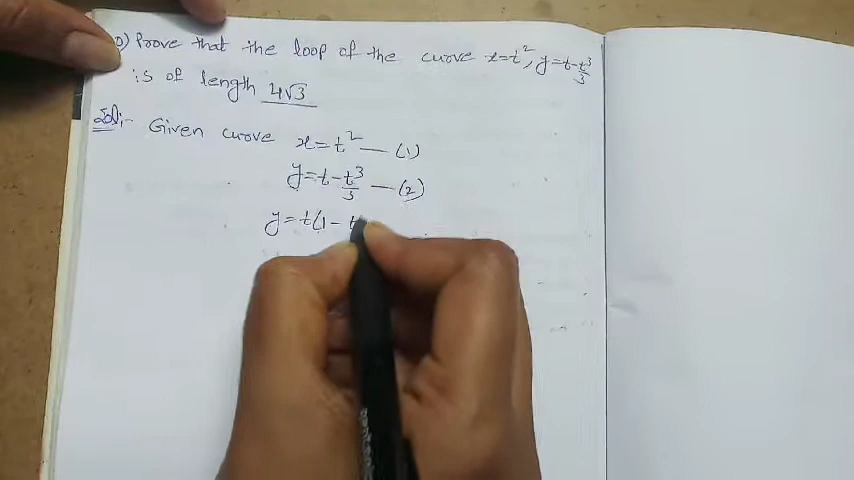 Prove that the loop of the curve x=t², y=t-t³/3
is of length 4√3
Sol:- Given curve x=t² — (1)
y=t-t³/3 — (2)
y=t(1-t